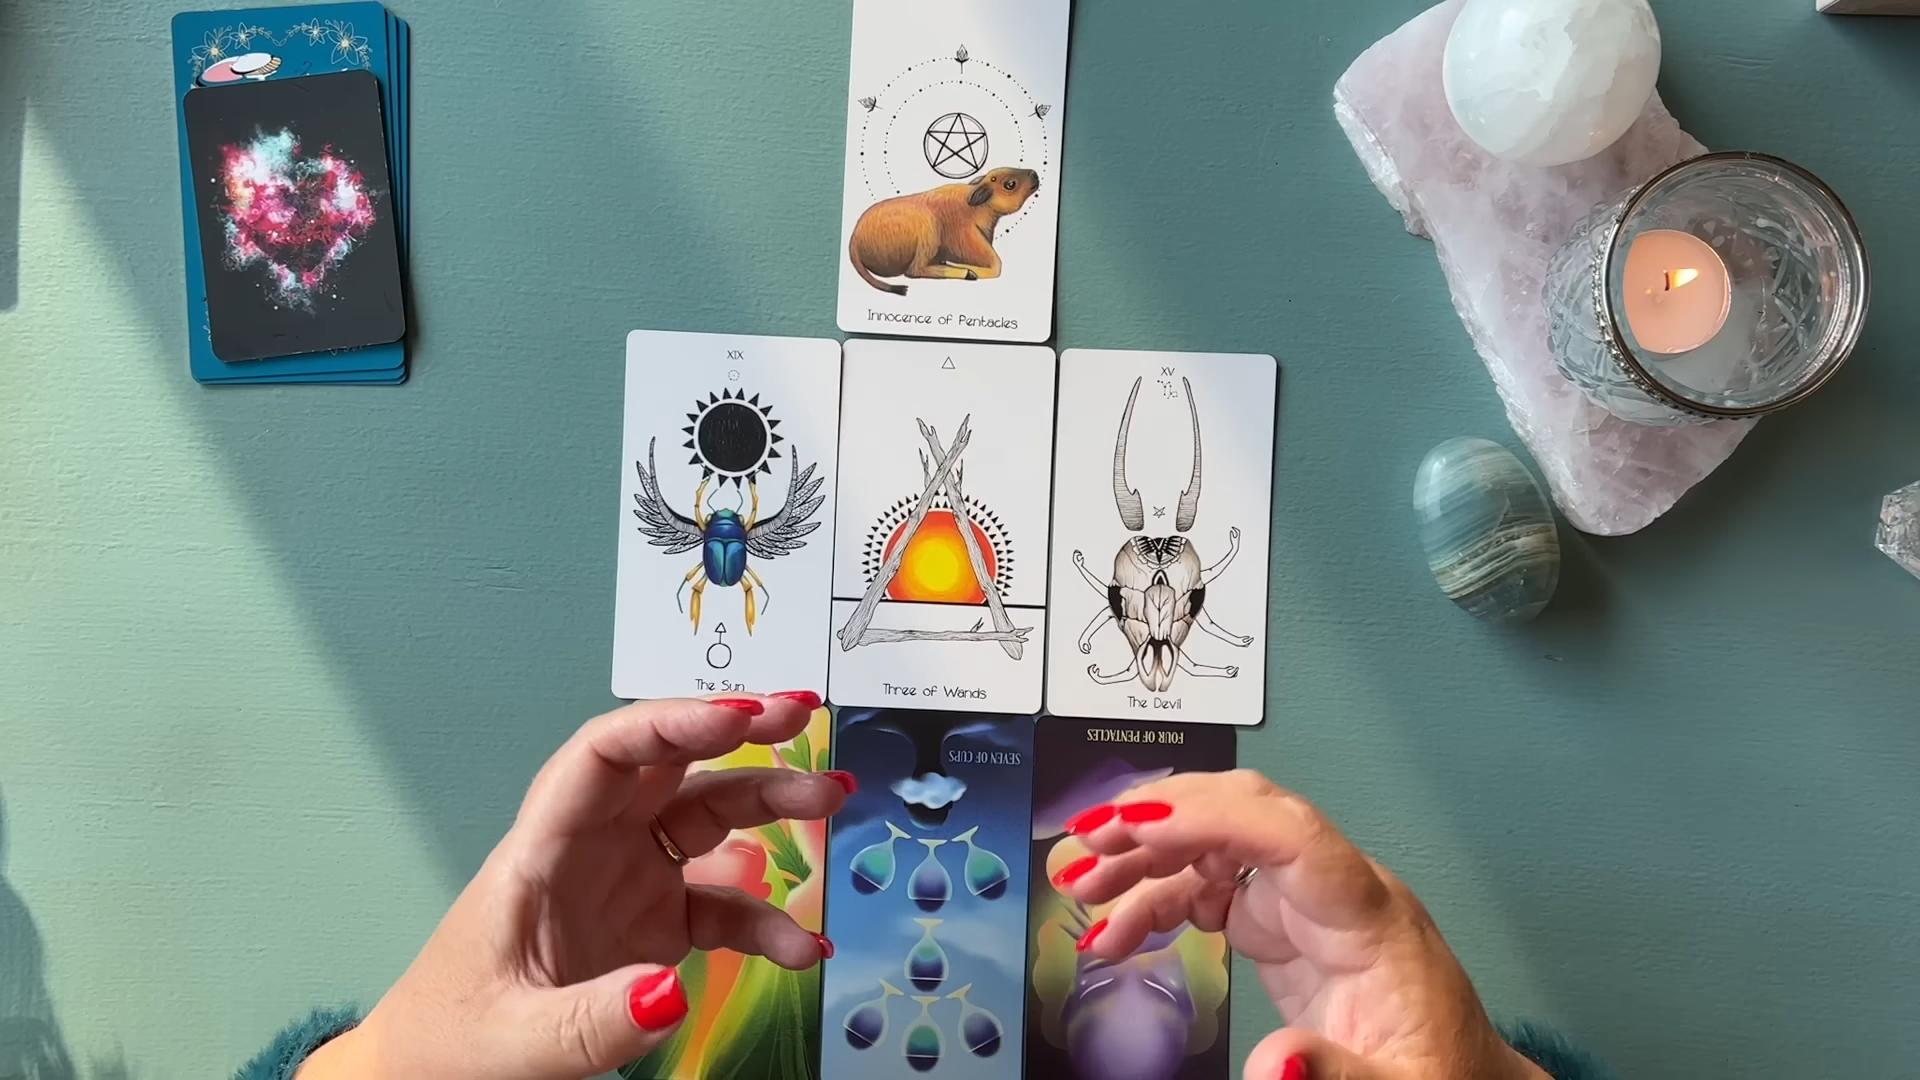 Innocence of Pentacles
XIX
The Sun
Three of Wands
XV
The Devil
SEVEN OF CUPS
FOUR OF PENTACLES